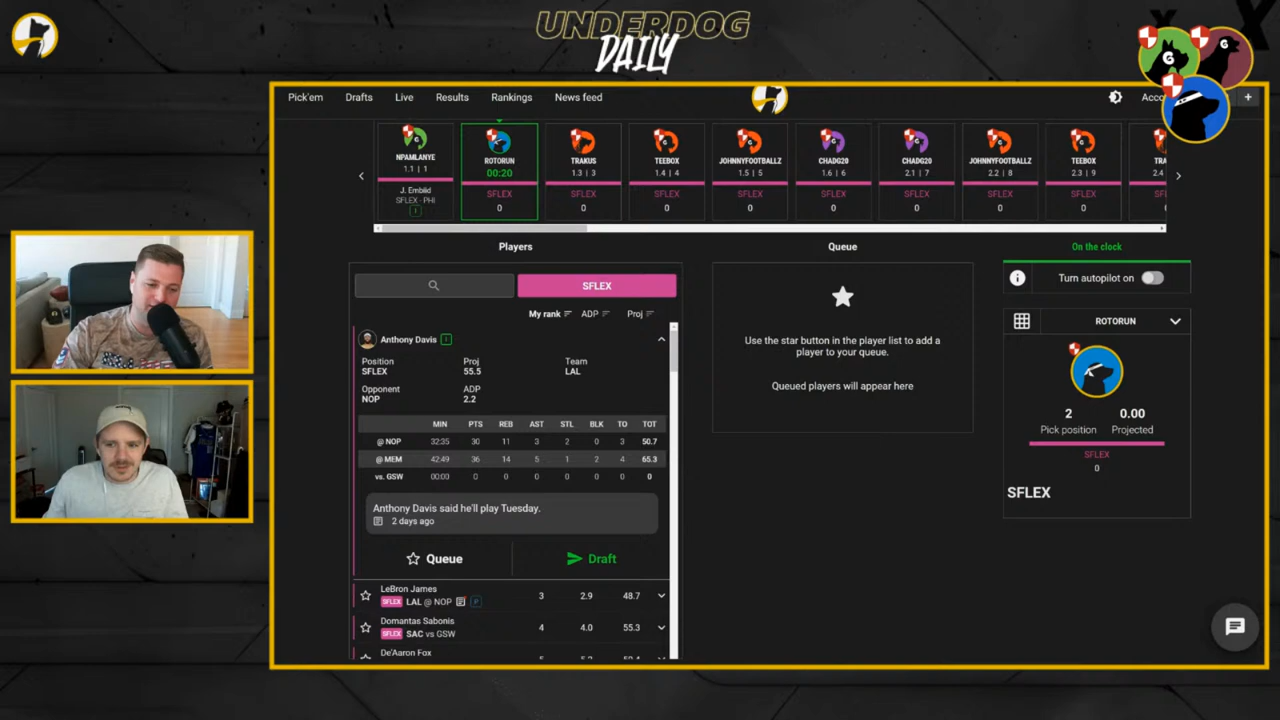 UNDERDOG
DAILY
G
G
Pick'em Drafts Live Results Rankings News feed
+
NPAMLANYE
1.1 | 1
J. Embiid
SFLEX - PHI
I
ROTORUN
00:20
SFLEX
0
TRAKUS
1.3 | 3
SFLEX
0
TEEBOX
1.4 | 4
SFLEX
0
JOHNNYFOOTBALLZ
1.5 | 5
SFLEX
0
CHADG20
1.6 | 6
SFLEX
0
CHADG20
2.1 | 7
SFLEX
0
JOHNNYFOOTBALLZ
2.2 | 8
SFLEX
0
TEEBOX
2.3 | 9
SFLEX
0
2.4
SFLEX
0
Players
Queue
On the clock
SFLEX
My rank ADP Proj
Anthony Davis I
Position Proj Team
SFLEX 55.5 LAL
Opponent ADP
NOP 2.2
MIN PTS REB AST STL BLK TO TOT
@ NOP 32:35 30 11 3 2 0 3 50.7
@ MEM 42:49 36 14 5 1 2 4 65.3
vs. GSW 00:00 0 0 0 0 0 0 0
Anthony Davis said he'll play Tuesday.
2 days ago
Queue Draft
LeBron James
SFLEX LAL @ NOP P 3 2.9 48.7
Domantas Sabonis
SFLEX SAC vs GSW 4 4.0 55.3
De'Aaron Fox
Use the star button in the player list to add a
player to your queue.
Queued players will appear here
Turn autopilot on
ROTORUN
2 0.00
Pick position Projected
SFLEX
0
SFLEX